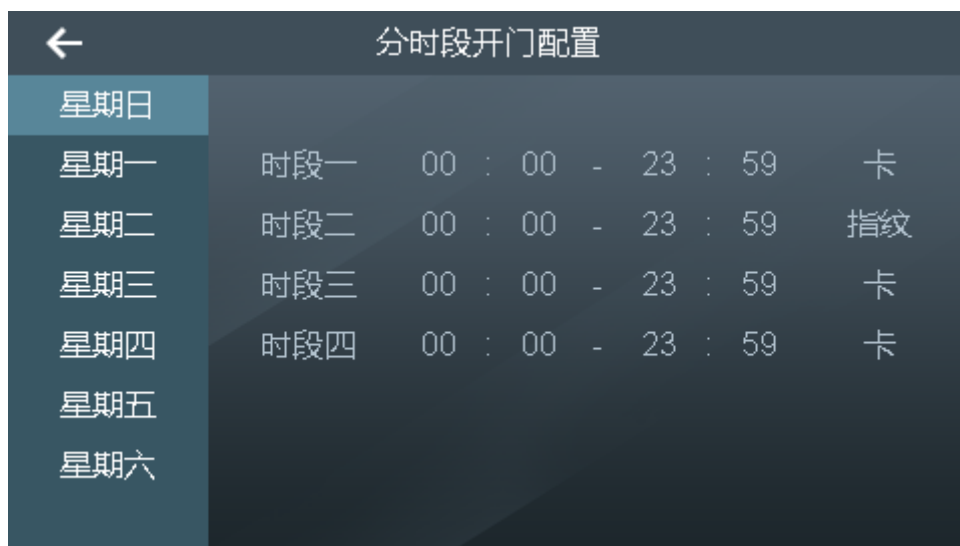 分时段开门配置
星期日
星期一 时段一 00 : 00 - 23 : 59 卡
星期二 时段二 00 : 00 - 23 : 59 指纹
星期三 时段三 00 : 00 - 23 : 59 卡
星期四 时段四 00 : 00 - 23 : 59 卡
星期五
星期六